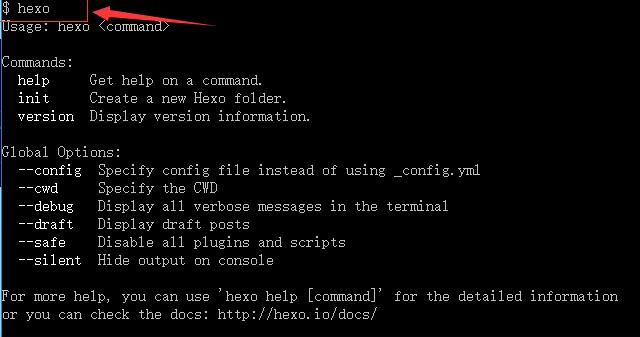 $ hexo
Usage: hexo <command>
Commands:
help Get help on a command.
init Create a new Hexo folder.
version Display version information.
Global Options:
--config Specify config file instead of using _config.yml
--cwd Specify the CWD
--debug Display all verbose messages in the terminal
--draft Display draft posts
--safe Disable all plugins and scripts
--silent Hide output on console
For more help, you can use 'hexo help [command]' for the detailed information
or you can check the docs: http://hexo.io/docs/